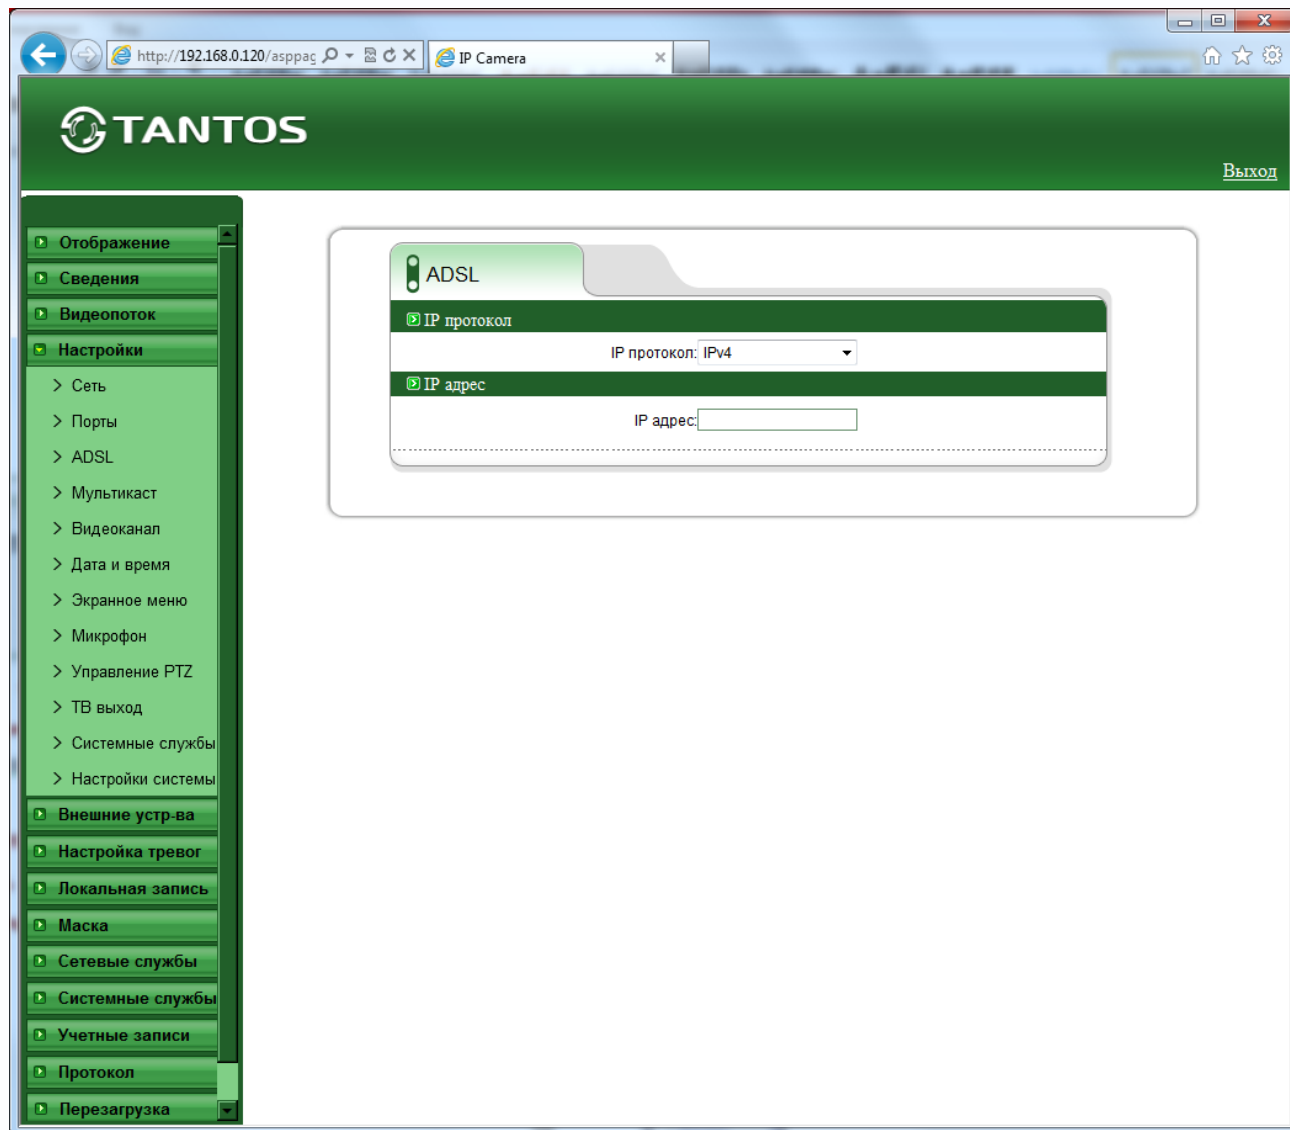 http://192.168.0.120/asppag
IP Camera
TANTOS
Выход
Отображение
Сведения
Видеопоток
Настройки
Сеть
Порты
ADSL
Мультикаст
Видеоканал
Дата и время
Экранное меню
Микрофон
Управление PTZ
ТВ выход
Системные службы
Настройки системы
Внешние устр-ва
Настройка тревог
Локальная запись
Маска
Сетевые службы
Системные службы
Учетные записи
Протокол
Перезагрузка
ADSL
IP протокол
IP протокол: IPv4
IP адрес
IP адрес: